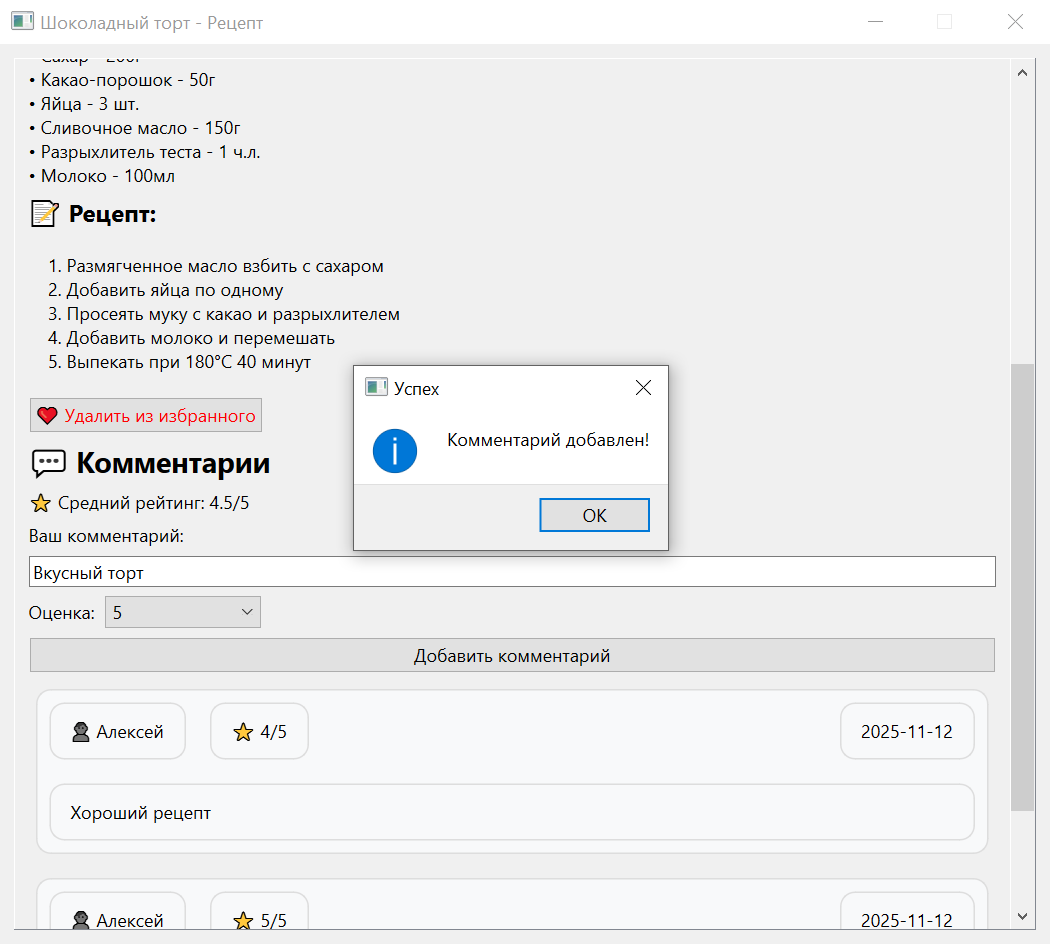 Шоколадный торт - Рецепт
• Сахар - 200г
• Какао-порошок - 50г
• Яйца - 3 шт.
• Сливочное масло - 150г
• Разрыхлитель теста - 1 ч.л.
• Молоко - 100мл
Рецепт:
1. Размягченное масло взбить с сахаром
2. Добавить яйца по одному
3. Просеять муку с какао и разрыхлителем
4. Добавить молоко и перемешать
5. Выпекать при 180°C 40 минут
Успех
Комментарий добавлен!
OK
Удалить из избранного
Комментарии
Средний рейтинг: 4.5/5
Ваш комментарий:
Вкусный торт
Оценка: 5
Добавить комментарий
Алексей 4/5 2025-11-12
Хороший рецепт
Алексей 5/5 2025-11-12